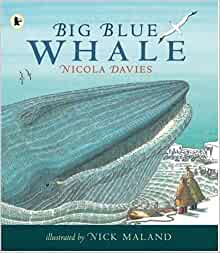 BIG BLUE
WHALE
NICOLA DAVIES
illustrated by NICK MALAND